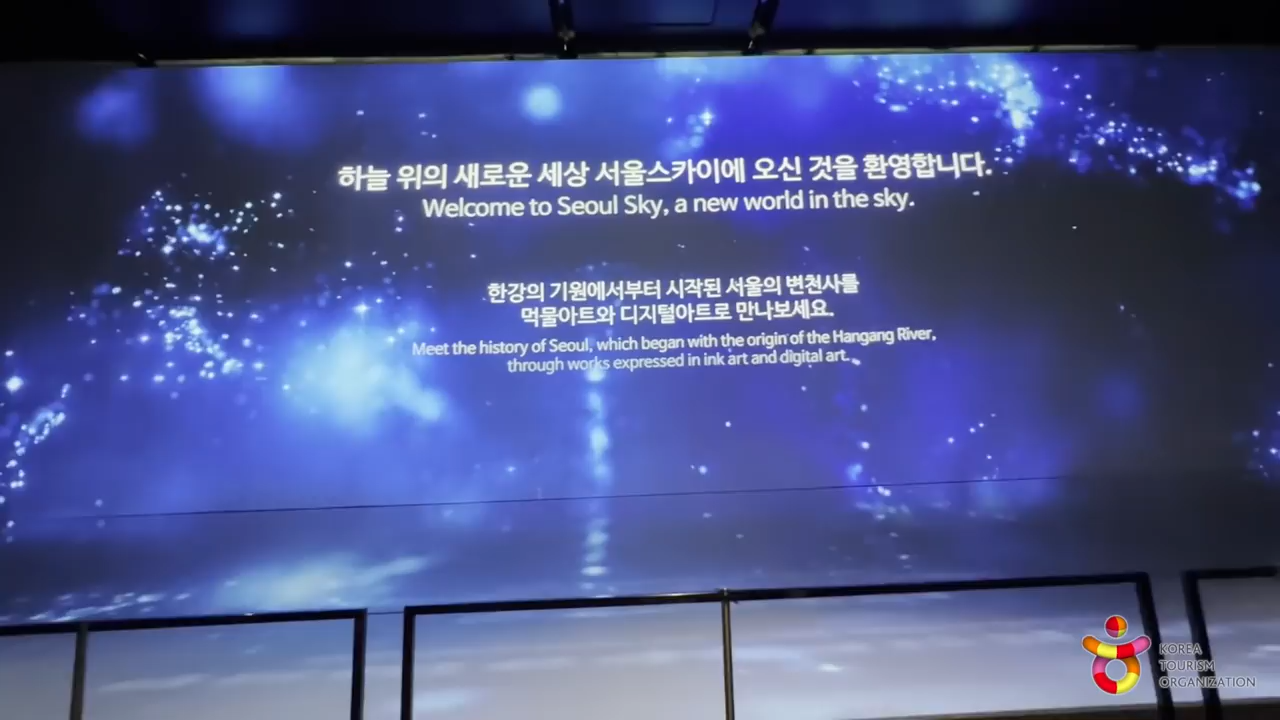 하늘 위의 새로운 세상 서울스카이에 오신 것을 환영합니다.
Welcome to Seoul Sky, a new world in the sky.
한강의 기원에서부터 시작된 서울의 변천사를
먹물아트와 디지털아트로 만나보세요.
Meet the history of Seoul, which began with the origin of the Hangang River,
through works expressed in ink art and digital art.
KOREA
TOURISM
ORGANIZATION